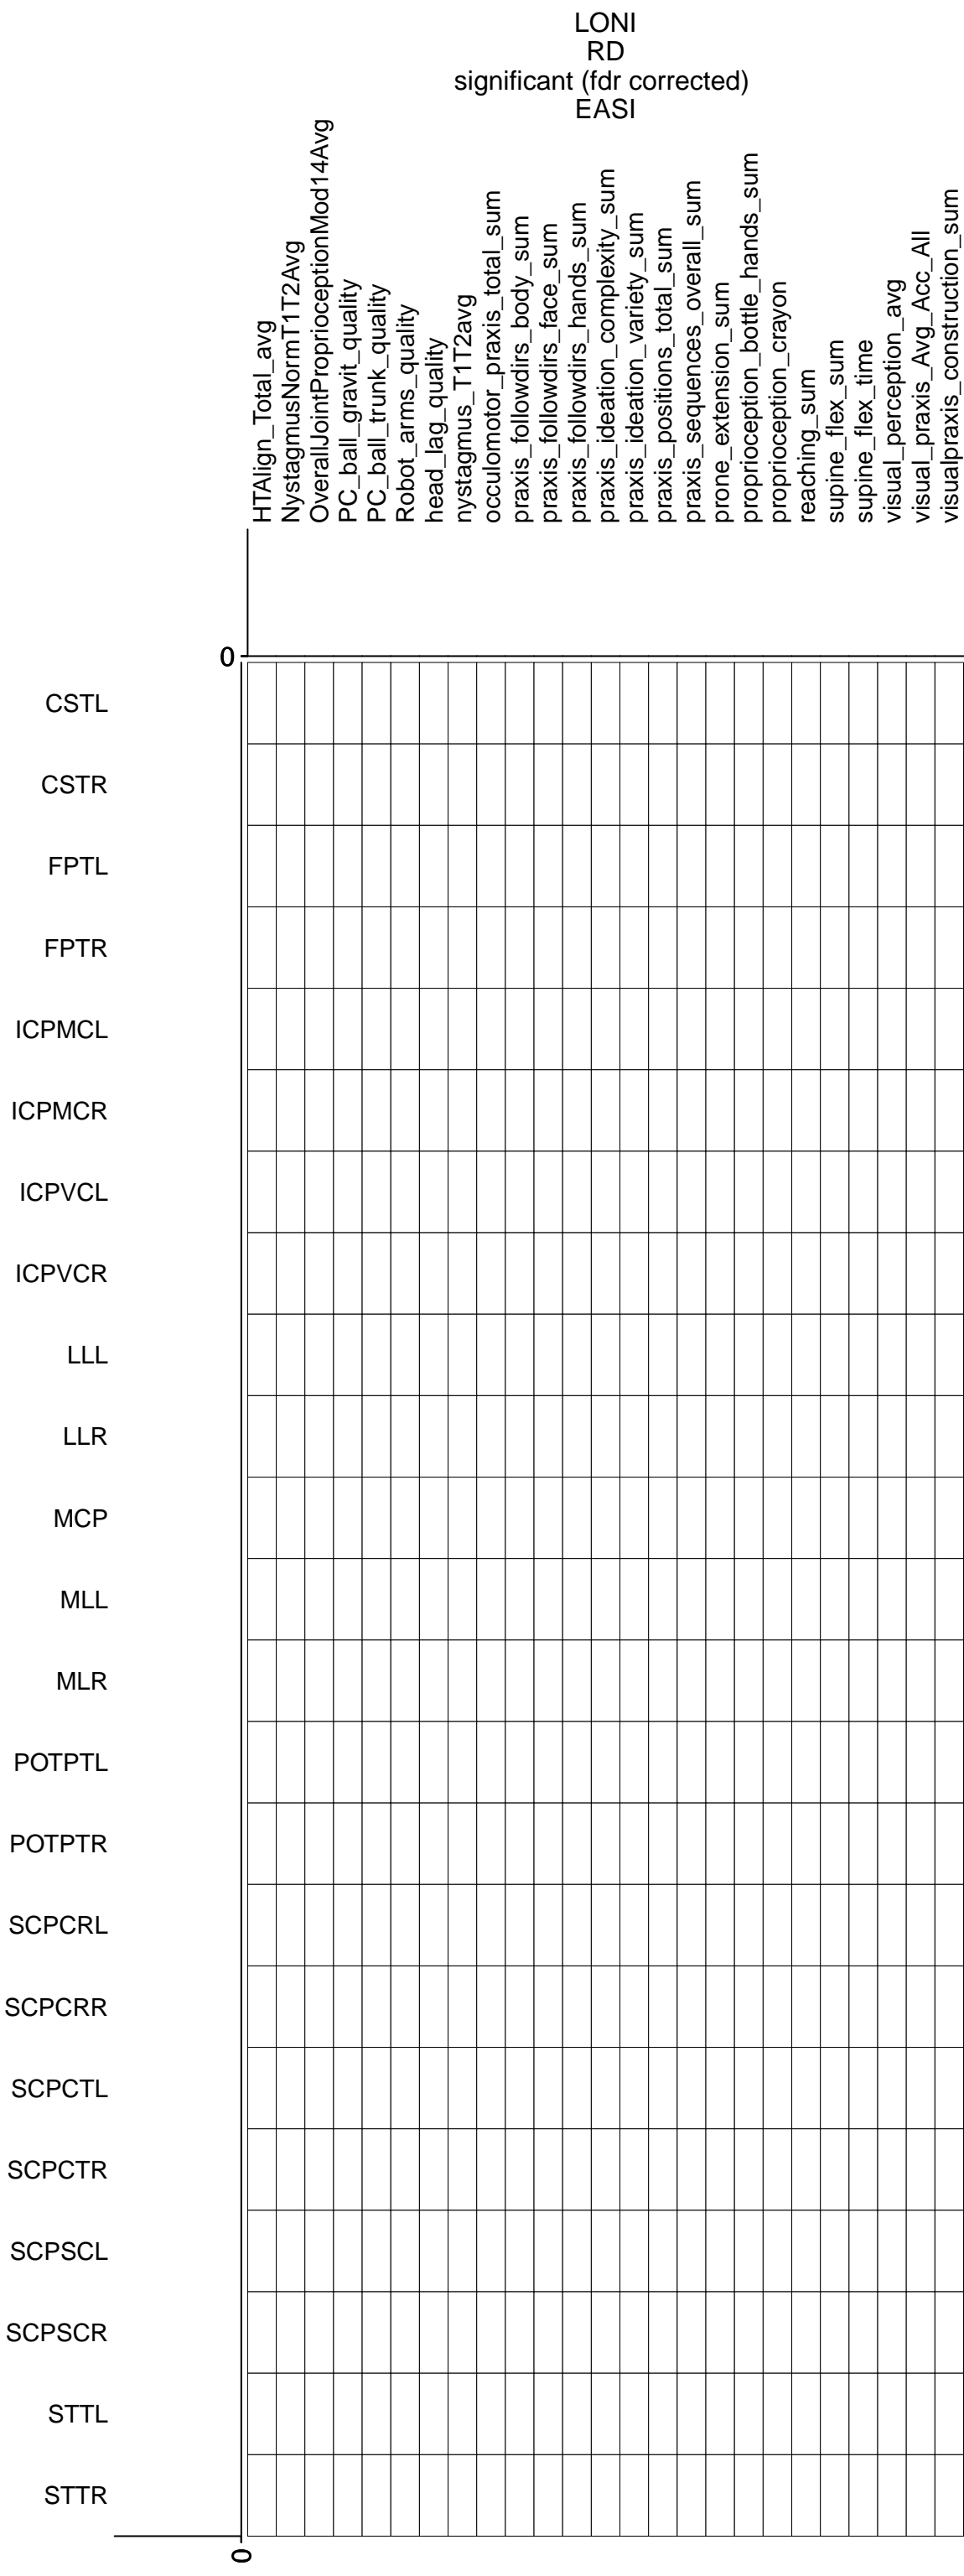 LONI
RD
significant (fdr corrected)
EASI
HTAlign_Total_avg
NystagmusNormT1T2Avg
OverallJointProprioceptionMod14Avg
PC_ball_gravit_quality
PC_ball_trunk_quality
Robot_arms_quality
head_lag_quality
nystagmus_T1T2avg
occulomotor_praxis_total_sum
praxis_followdirs_body_sum
praxis_followdirs_face_sum
praxis_followdirs_hands_sum
praxis_ideation_complexity_sum
praxis_ideation_variety_sum
praxis_positions_total_sum
praxis_sequences_overall_sum
prone_extension_sum
proprioception_bottle_hands_sum
proprioception_crayon
reaching_sum
supine_flex_sum
supine_flex_time
visual_perception_avg
visual_praxis_Avg_Acc_All
visualpraxis_construction_sum
0
CSTL
CSTR
FPTL
FPTR
ICPMCL
ICPMCR
ICPVCL
ICPVCR
LLL
LLR
MCP
MLL
MLR
POTPTL
POTPTR
SCPCRL
SCPCRR
SCPCTL
SCPCTR
SCPSCL
SCPSCR
STTL
STTR
0